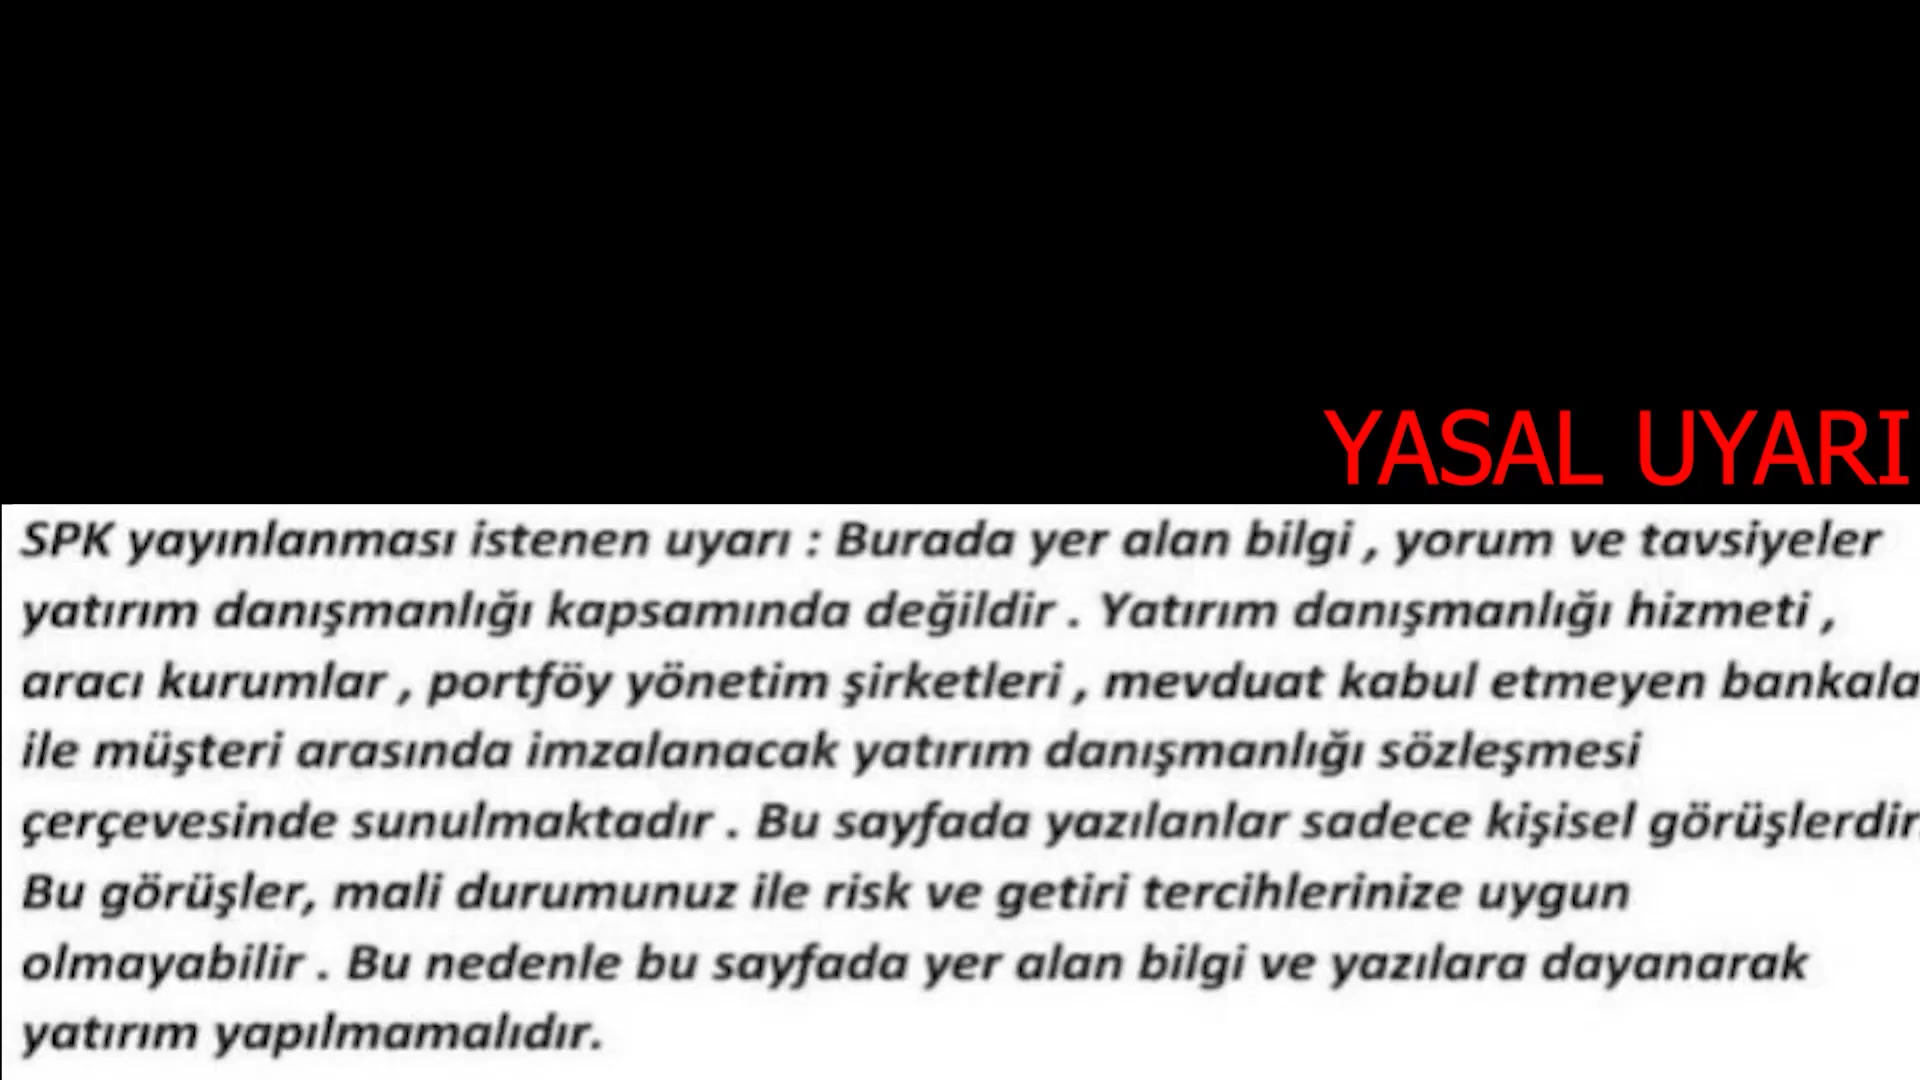 YASAL UYARI
SPK yayınlanması istenen uyarı : Burada yer alan bilgi , yorum ve tavsiyeler
yatırım danışmanlığı kapsamında değildir . Yatırım danışmanlığı hizmeti ,
aracı kurumlar , portföy yönetim şirketleri , mevduat kabul etmeyen bankala
ile müşteri arasında imzalanacak yatırım danışmanlığı sözleşmesi
çerçevesinde sunulmaktadır . Bu sayfada yazılanlar sadece kişisel görüşlerdir.
Bu görüşler, mali durumunuz ile risk ve getiri tercihlerinize uygun
olmayabilir . Bu nedenle bu sayfada yer alan bilgi ve yazılara dayanarak
yatırım yapılmamalıdır.